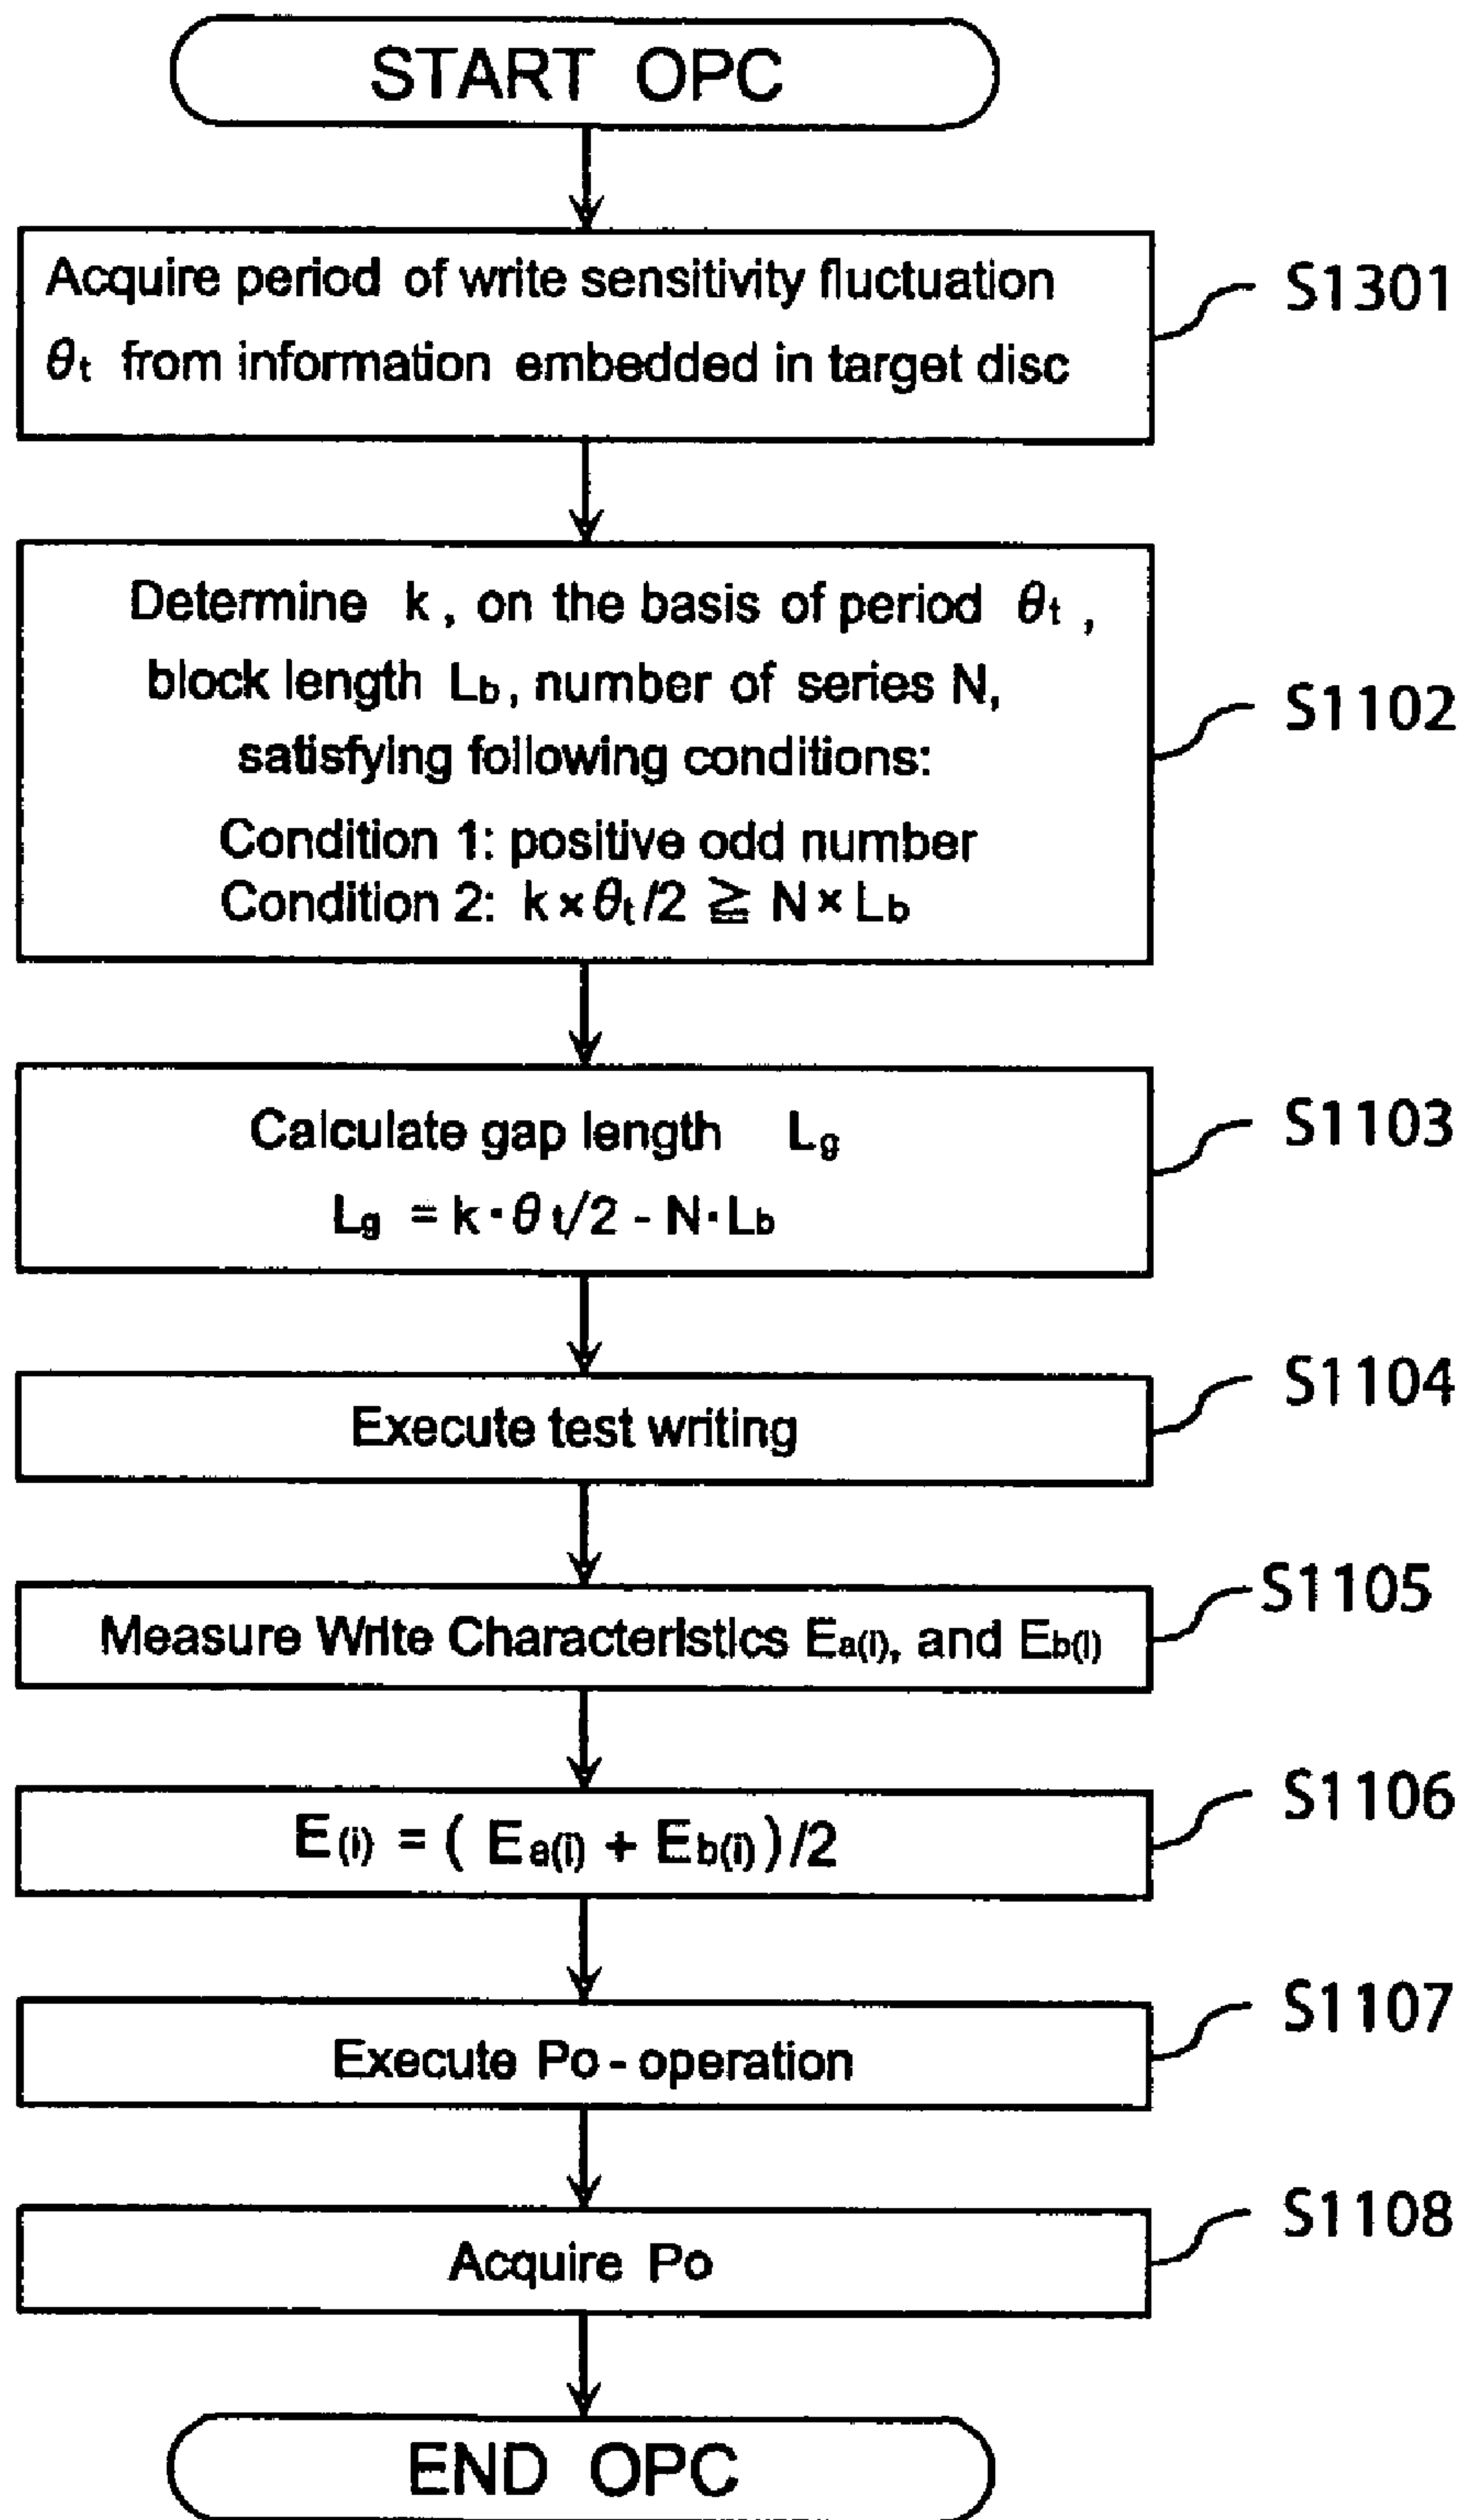 START OPC
Acquire period of write sensitivity fluctuation
θt from information embedded in target disc
S1301
Determine k, on the basis of period θt,
block length Lb, number of series N,
satisfying following conditions:
Condition 1: positive odd number
Condition 2: k×θt/2 ≧ N×Lb
S1102
Calculate gap length Lg
Lg = k·θt/2 - N·Lb
S1103
Execute test writing
S1104
Measure Write Characteristics Ea(i), and Eb(i)
S1105
E(i) = ( Ea(i) + Eb(i) )/2
S1106
Execute Po - operation
S1107
Acquire Po
S1108
END OPC